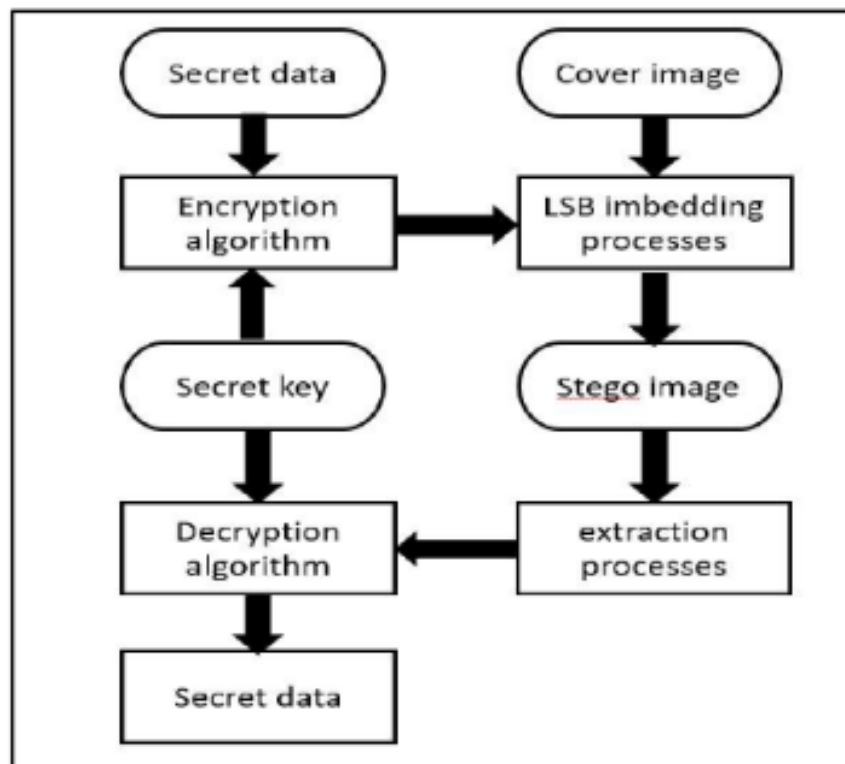 Secret data
Cover image
Encryption
algorithm
LSB imbedding
processes
Secret key
Stego image
Decryption
algorithm
extraction
processes
Secret data